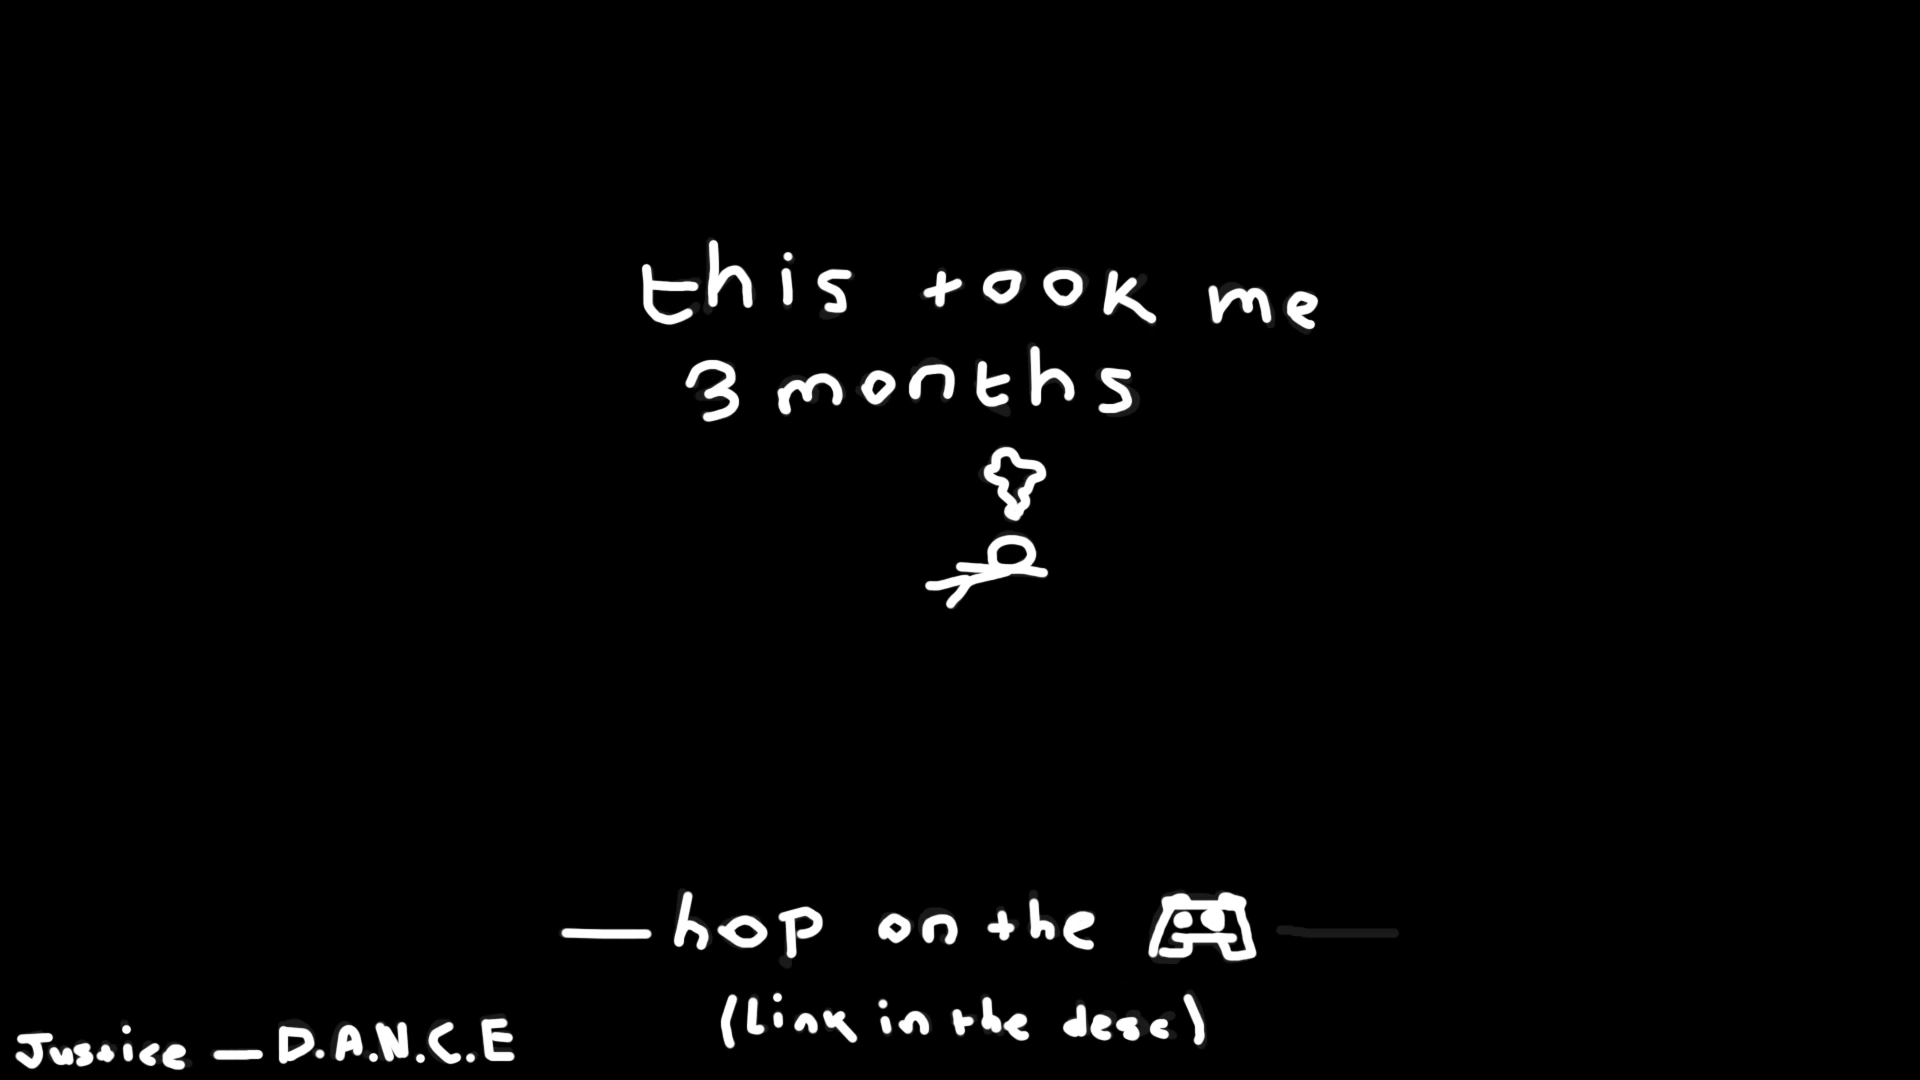 this took me
3 months
hop on the
(link in the desc)
Justice — D.A.N.C.E